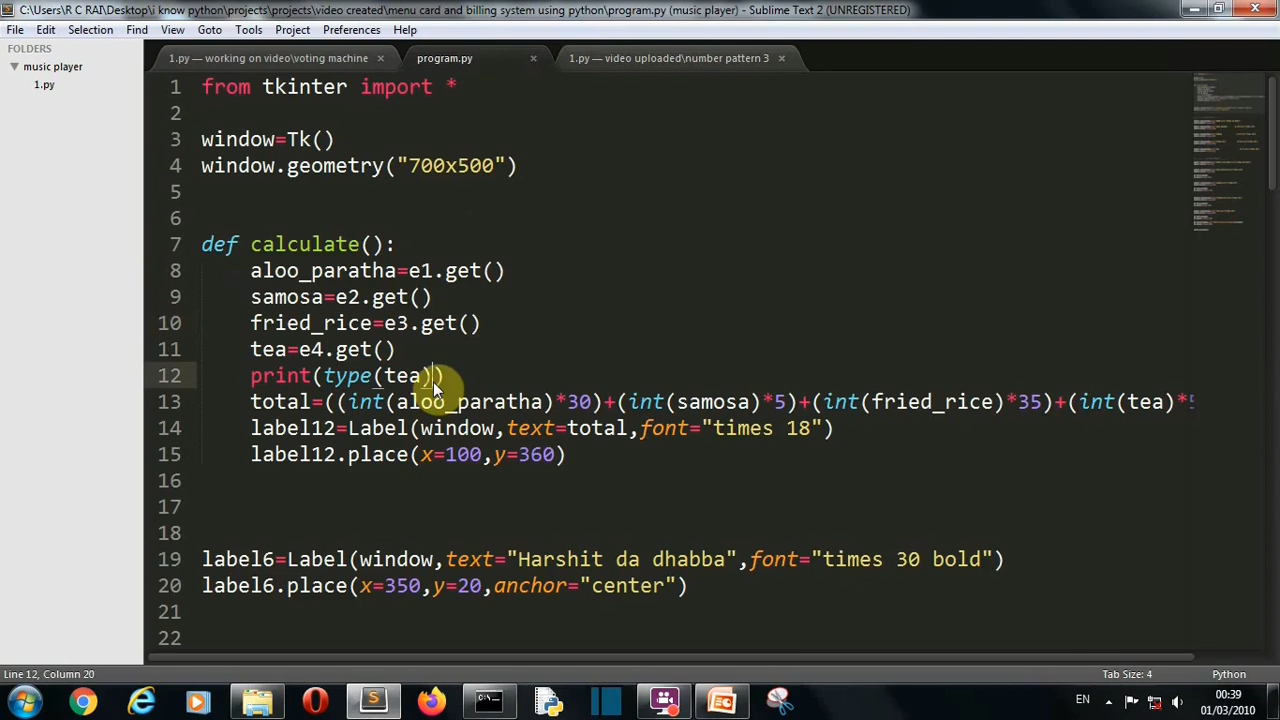 C:\Users\R C RAI\Desktop\i know python\projects\projects\video created\menu card and billing system using python\program.py (music player) - Sublime Text 2 (UNREGISTERED)
File Edit Selection Find View Goto Tools Project Preferences Help
FOLDERS
music player
1.py
1.py — working on video\voting machine
program.py
1.py — video uploaded\number pattern 3
1 from tkinter import *
2
3 window=Tk()
4 window.geometry("700x500")
5
6
7 def calculate():
8 aloo_paratha=e1.get()
9 samosa=e2.get()
10 fried_rice=e3.get()
11 tea=e4.get()
12 print(type(tea))
13 total=((int(aloo_paratha)*30)+(int(samosa)*5)+(int(fried_rice)*35)+(int(tea)*5
14 label12=Label(window,text=total,font="times 18")
15 label12.place(x=100,y=360)
16
17
18
19 label6=Label(window,text="Harshit da dhabba",font="times 30 bold")
20 label6.place(x=350,y=20,anchor="center")
21
22
Line 12, Column 20
Tab Size: 4
Python
EN
00:39
01/03/2010